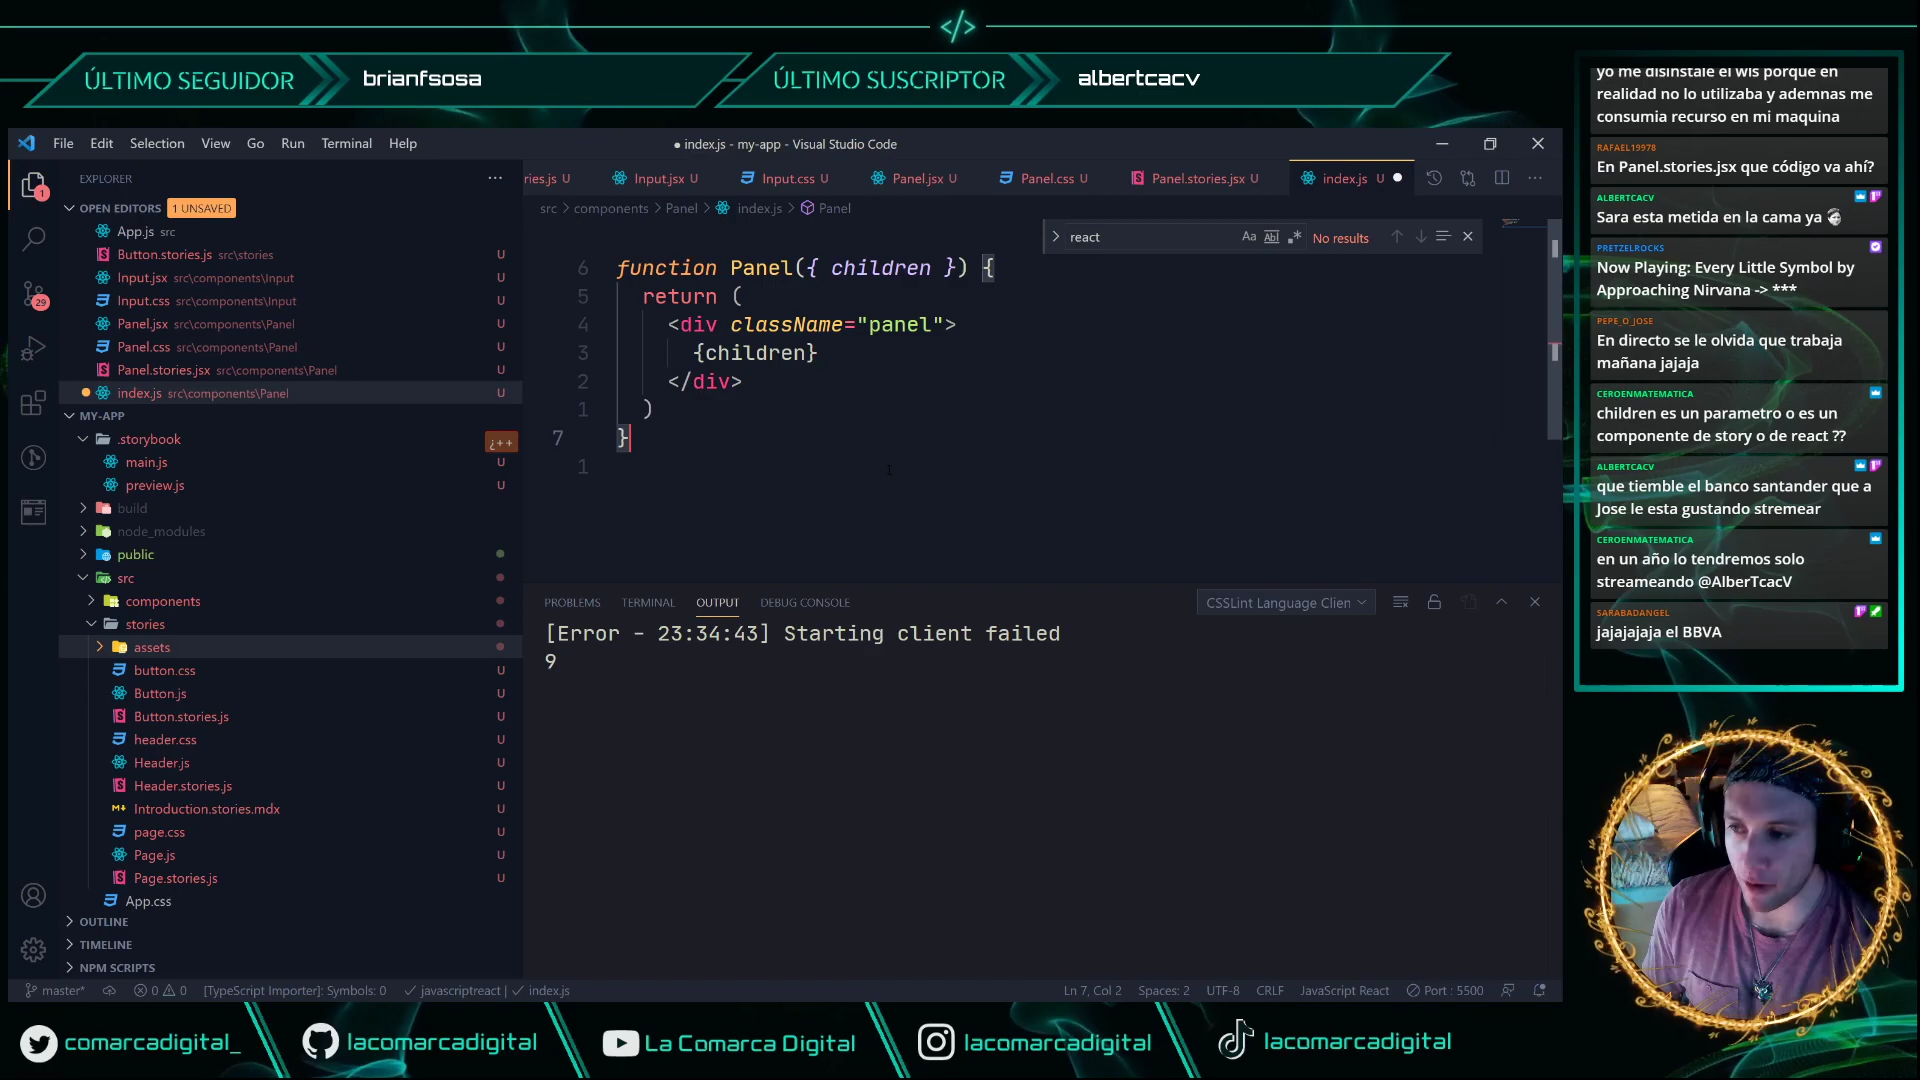 </>
ÚLTIMO SEGUIDOR brianfsosa
ÚLTIMO SUSCRIPTOR albertcacv
File Edit Selection View Go Run Terminal Help
● index.js - my-app - Visual Studio Code
EXPLORER
OPEN EDITORS 1 UNSAVED
App.js src
Button.stories.js src\stories U
Input.jsx src\components\Input U
Input.css src\components\Input U
Panel.jsx src\components\Panel U
Panel.css src\components\Panel U
Panel.stories.jsx src\components\Panel U
index.js src\components\Panel U
MY-APP
.storybook ¿++
main.js U
preview.js U
build
node_modules
public
src
components
stories
assets
button.css U
Button.js U
Button.stories.js U
header.css U
Header.js U
Header.stories.js U
Introduction.stories.mdx U
page.css U
Page.js U
Page.stories.js U
App.css
OUTLINE
TIMELINE
NPM SCRIPTS
1
29
ries.js U Input.jsx U Input.css U Panel.jsx U Panel.css U Panel.stories.jsx U index.js U
src > components > Panel > index.js > Panel
react Aa Abl .* No results
6 function Panel({ children }) {
5 return (
4 <div className="panel">
3 {children}
2 </div>
1 )
7 }
1
PROBLEMS TERMINAL OUTPUT DEBUG CONSOLE CSSLint Language Clien
[Error - 23:34:43] Starting client failed
9
master* 0 0 [TypeScript Importer]: Symbols: 0 javascriptreact | index.js Ln 7, Col 2 Spaces: 2 UTF-8 CRLF JavaScript React Port : 5500
yo me disinstale el wls porque en
realidad no lo utilizaba y ademnas me
consumia recurso en mi maquina
RAFAEL19978
En Panel.stories.jsx que código va ahí?
ALBERTCACV
Sara esta metida en la cama ya
PRETZELROCKS
Now Playing: Every Little Symbol by
Approaching Nirvana -> ***
PEPE_O_JOSE
En directo se le olvida que trabaja
mañana jajaja
CEROENMATEMATICA
children es un parametro o es un
componente de story o de react ??
ALBERTCACV
que tiemble el banco santander que a
Jose le esta gustando stremear
CEROENMATEMATICA
en un año lo tendremos solo
streameando @AlberTcacV
SARABADANGEL
jajajajaja el BBVA
comarcadigital_ lacomarcadigital La Comarca Digital lacomarcadigital lacomarcadigital